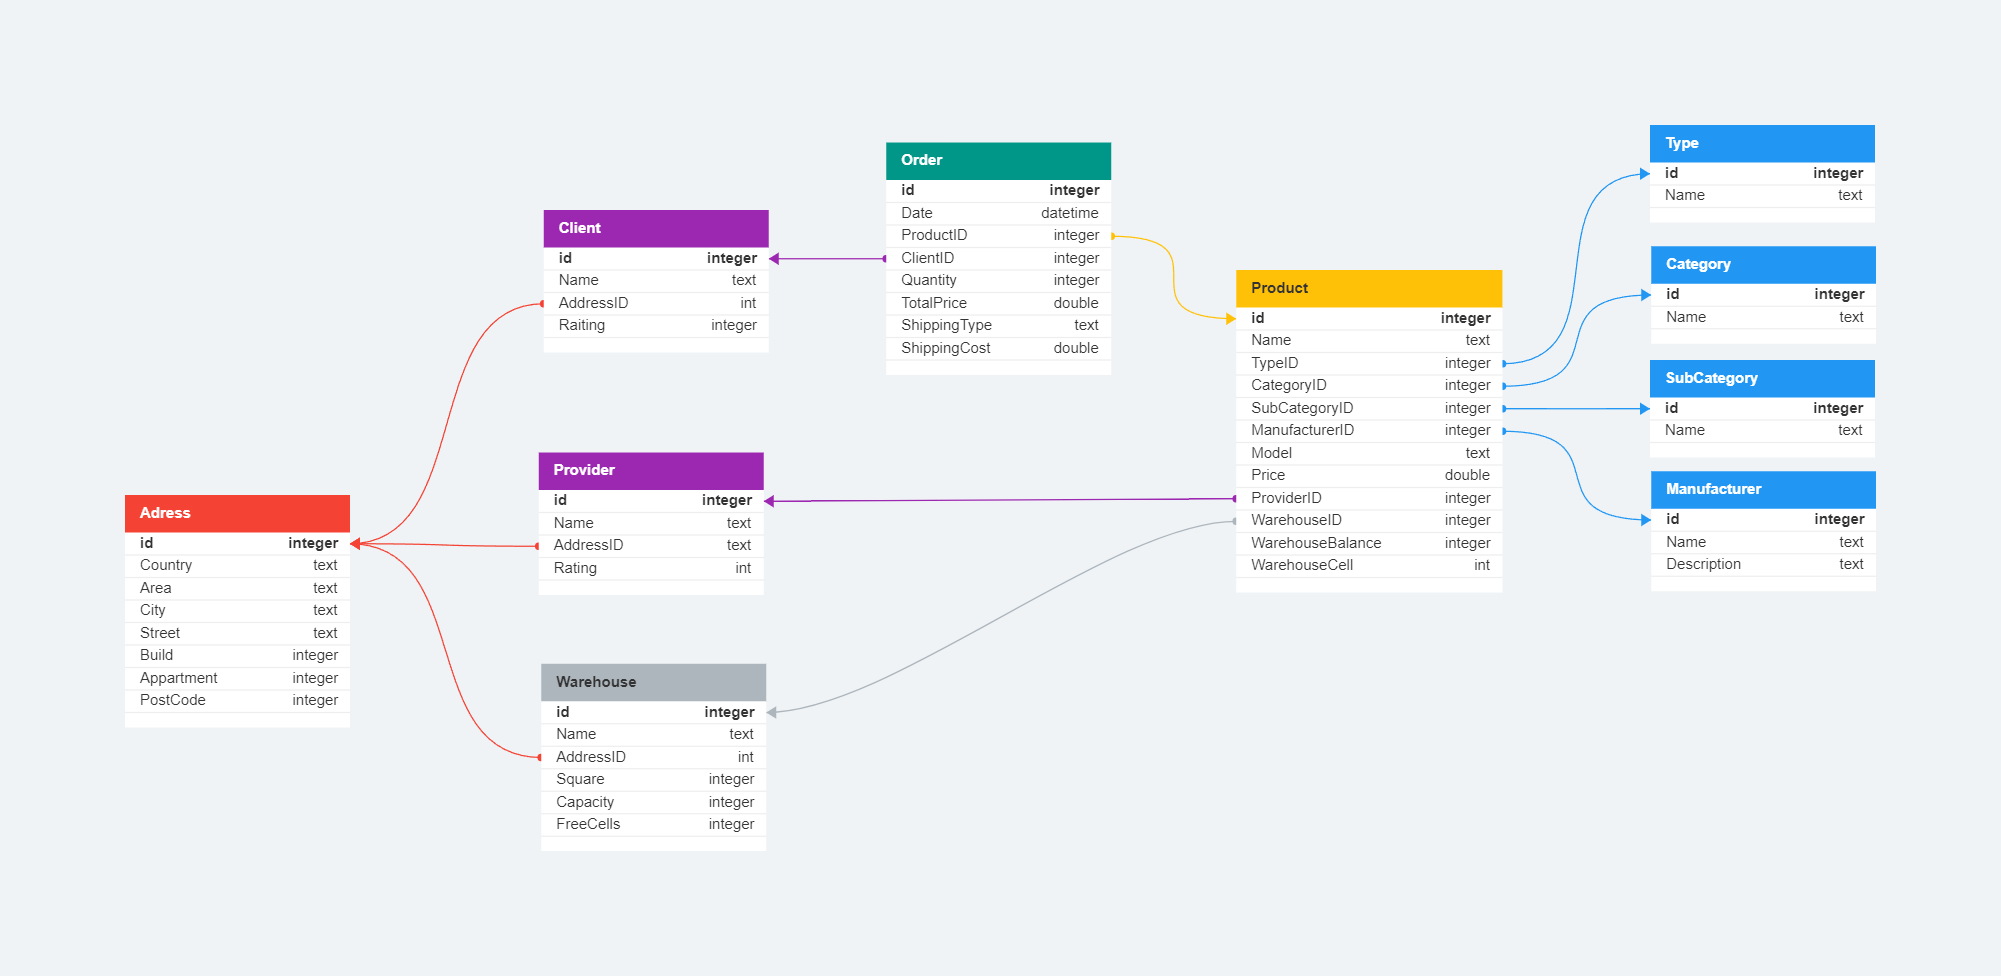 Adress
id integer
Country text
Area text
City text
Street text
Build integer
Appartment integer
PostCode integer
Client
id integer
Name text
AddressID int
Raiting integer
Provider
id integer
Name text
AddressID text
Rating int
Warehouse
id integer
Name text
AddressID int
Square integer
Capacity integer
FreeCells integer
Order
id integer
Date datetime
ProductID integer
ClientID integer
Quantity integer
TotalPrice double
ShippingType text
ShippingCost double
Product
id integer
Name text
TypeID integer
CategoryID integer
SubCategoryID integer
ManufacturerID integer
Model text
Price double
ProviderID integer
WarehouseID integer
WarehouseBalance integer
WarehouseCell int
Type
id integer
Name text
Category
id integer
Name text
SubCategory
id integer
Name text
Manufacturer
id integer
Name text
Description text